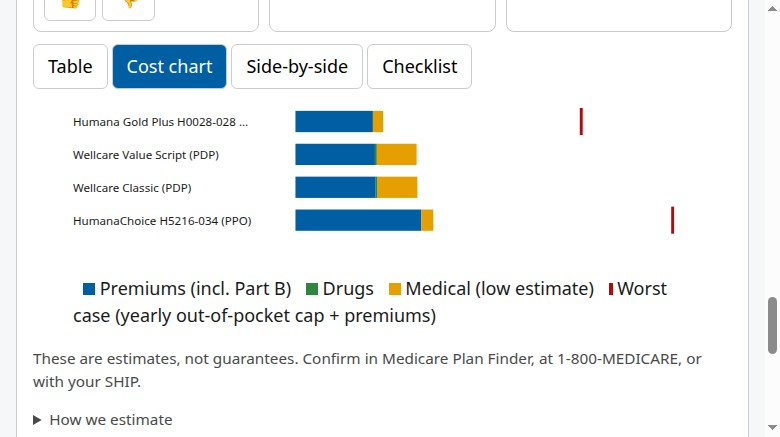 Table
Cost chart
Side-by-side
Checklist
Humana Gold Plus H0028-028 ...
Wellcare Value Script (PDP)
Wellcare Classic (PDP)
HumanaChoice H5216-034 (PPO)
Premiums (incl. Part B) Drugs Medical (low estimate) Worst
case (yearly out-of-pocket cap + premiums)
These are estimates, not guarantees. Confirm in Medicare Plan Finder, at 1-800-MEDICARE, or
with your SHIP.
How we estimate